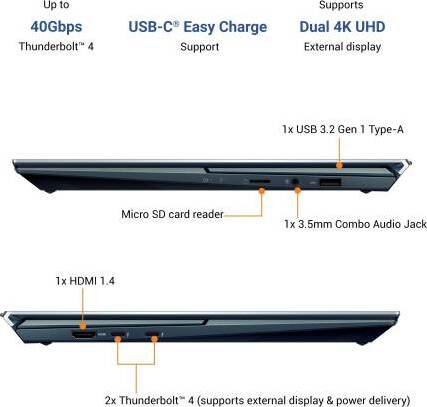 Up to
40Gbps
Thunderbolt™ 4
USB-C® Easy Charge
Support
Supports
Dual 4K UHD
External display
1x USB 3.2 Gen 1 Type-A
Micro SD card reader
1x 3.5mm Combo Audio Jack
1x HDMI 1.4
2x Thunderbolt™ 4 (supports external display & power delivery)